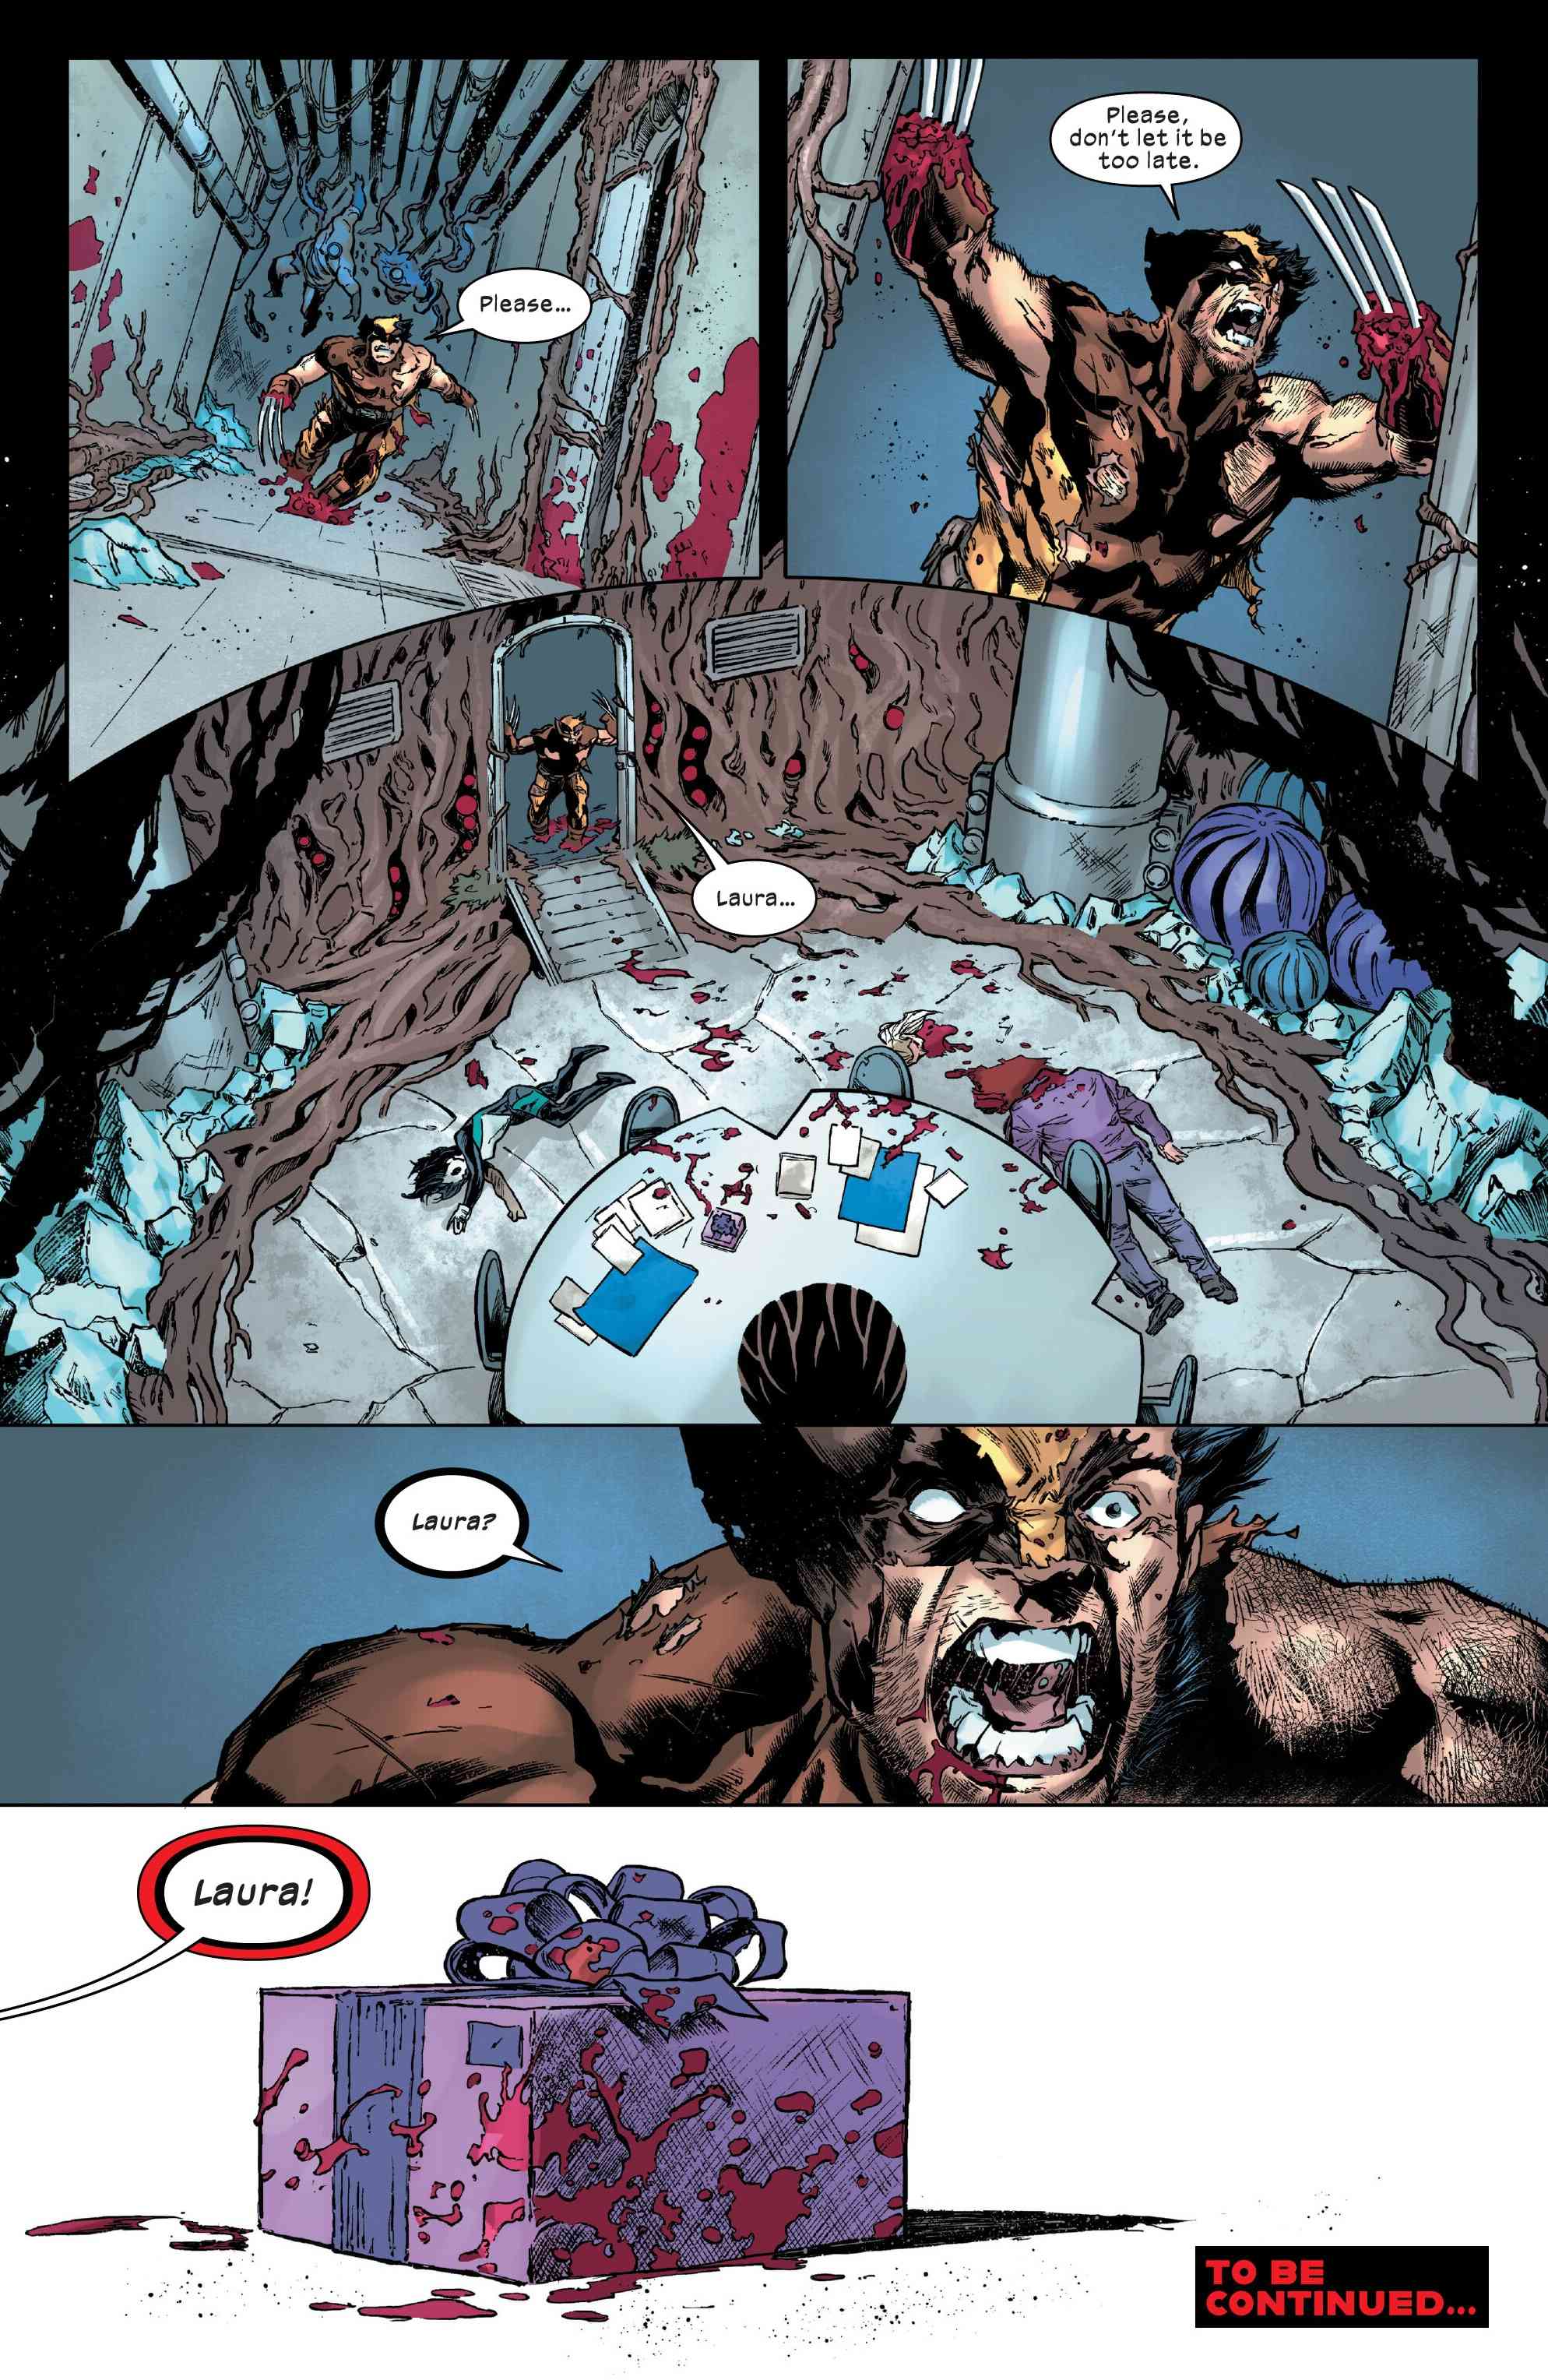 Please...
Please,
don't let it be
too late.
Laura...
Laura?
Laura!
TO BE
CONTINUED...